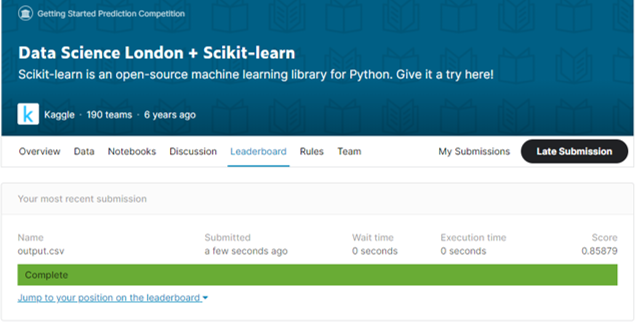 Getting Started Prediction Competition
Data Science London + Scikit-learn
Scikit-learn is an open-source machine learning library for Python. Give it a try here!
k Kaggle · 190 teams · 6 years ago
Overview Data Notebooks Discussion Leaderboard Rules Team My Submissions Late Submission
Your most recent submission
Name Submitted Wait time Execution time Score
output.csv a few seconds ago 0 seconds 0 seconds 0.85879
Complete
Jump to your position on the leaderboard